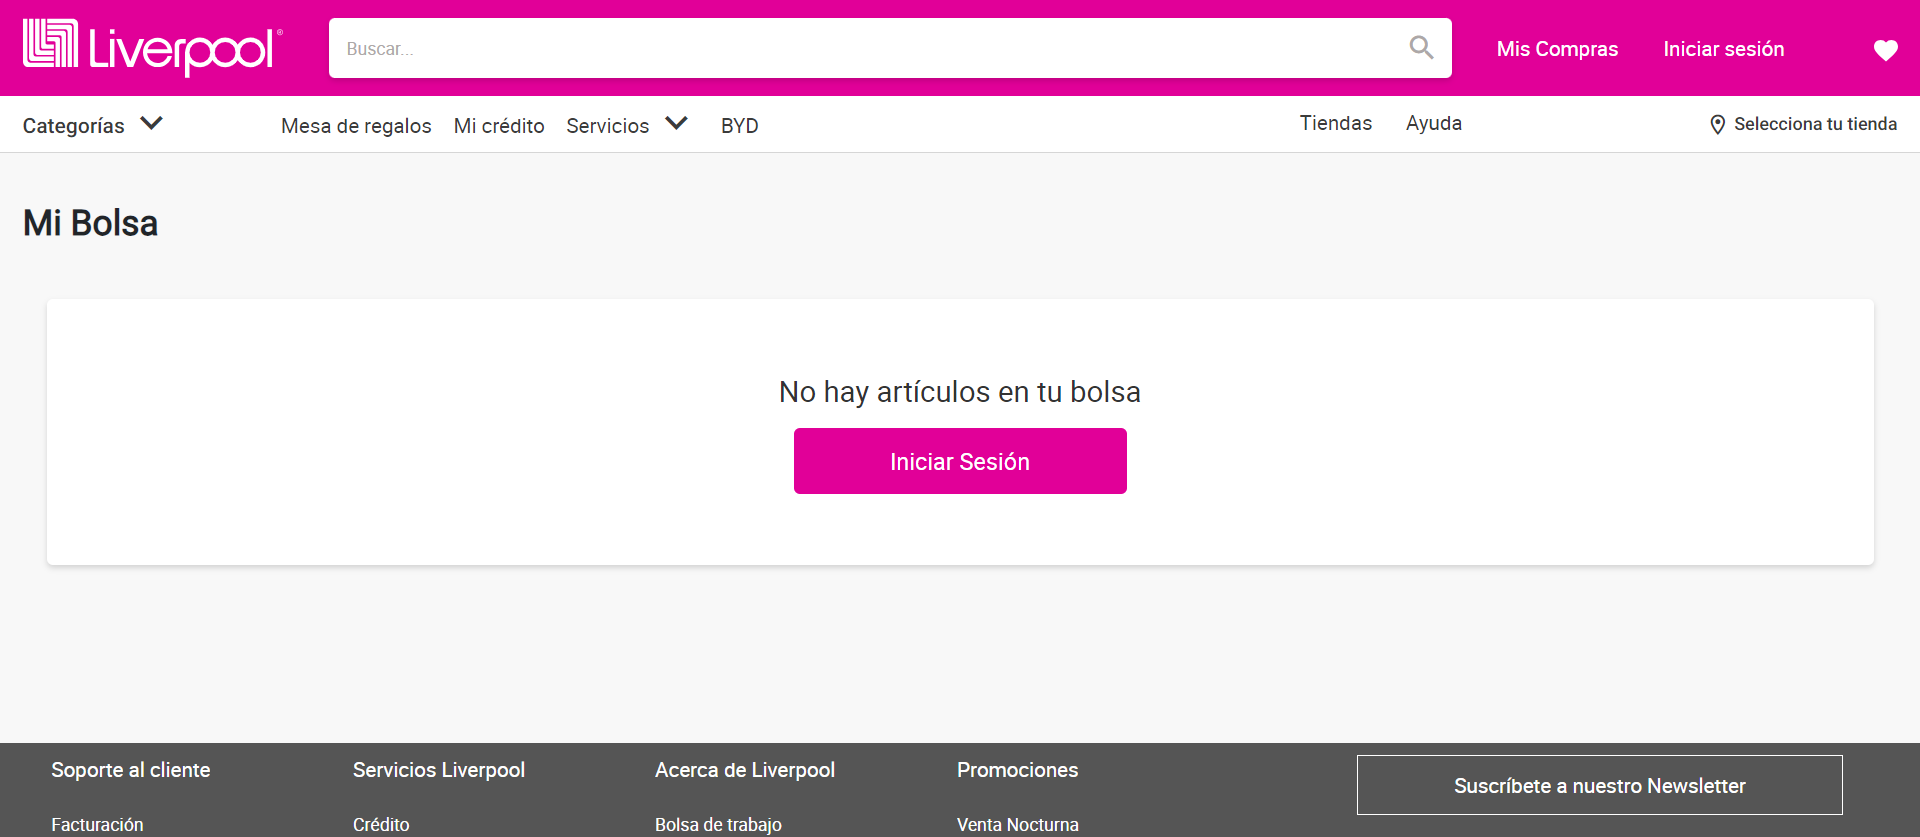 Liverpool®
Buscar...
Mis Compras
Iniciar sesión
Categorías
Mesa de regalos
Mi crédito
Servicios
BYD
Tiendas
Ayuda
Selecciona tu tienda
Mi Bolsa
No hay artículos en tu bolsa
Iniciar Sesión
Soporte al cliente
Servicios Liverpool
Acerca de Liverpool
Promociones
Suscríbete a nuestro Newsletter
Facturación
Crédito
Bolsa de trabajo
Venta Nocturna